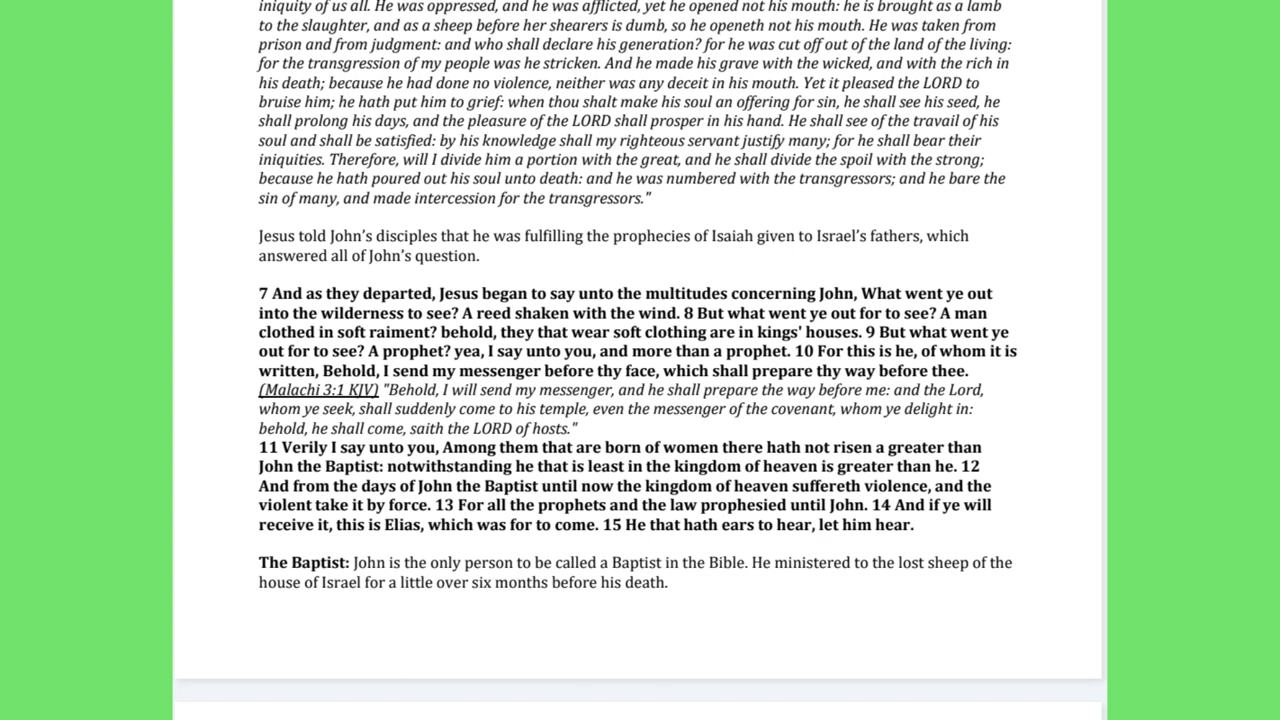 iniquity of us all. He was oppressed, and he was afflicted, yet he opened not his mouth: he is brought as a lamb
to the slaughter, and as a sheep before her shearers is dumb, so he openeth not his mouth. He was taken from
prison and from judgment: and who shall declare his generation? for he was cut off out of the land of the living:
for the transgression of my people was he stricken. And he made his grave with the wicked, and with the rich in
his death; because he had done no violence, neither was any deceit in his mouth. Yet it pleased the LORD to
bruise him; he hath put him to grief: when thou shalt make his soul an offering for sin, he shall see his seed, he
shall prolong his days, and the pleasure of the LORD shall prosper in his hand. He shall see of the travail of his
soul and shall be satisfied: by his knowledge shall my righteous servant justify many; for he shall bear their
iniquities. Therefore, will I divide him a portion with the great, and he shall divide the spoil with the strong;
because he hath poured out his soul unto death: and he was numbered with the transgressors; and he bare the
sin of many, and made intercession for the transgressors."
Jesus told John’s disciples that he was fulfilling the prophecies of Isaiah given to Israel’s fathers, which
answered all of John’s question.
7 And as they departed, Jesus began to say unto the multitudes concerning John, What went ye out
into the wilderness to see? A reed shaken with the wind. 8 But what went ye out for to see? A man
clothed in soft raiment? behold, they that wear soft clothing are in kings' houses. 9 But what went ye
out for to see? A prophet? yea, I say unto you, and more than a prophet. 10 For this is he, of whom it is
written, Behold, I send my messenger before thy face, which shall prepare thy way before thee.
(Malachi 3:1 KJV) "Behold, I will send my messenger, and he shall prepare the way before me: and the Lord,
whom ye seek, shall suddenly come to his temple, even the messenger of the covenant, whom ye delight in:
behold, he shall come, saith the LORD of hosts."
11 Verily I say unto you, Among them that are born of women there hath not risen a greater than
John the Baptist: notwithstanding he that is least in the kingdom of heaven is greater than he. 12
And from the days of John the Baptist until now the kingdom of heaven suffereth violence, and the
violent take it by force. 13 For all the prophets and the law prophesied until John. 14 And if ye will
receive it, this is Elias, which was for to come. 15 He that hath ears to hear, let him hear.
The Baptist: John is the only person to be called a Baptist in the Bible. He ministered to the lost sheep of the
house of Israel for a little over six months before his death.